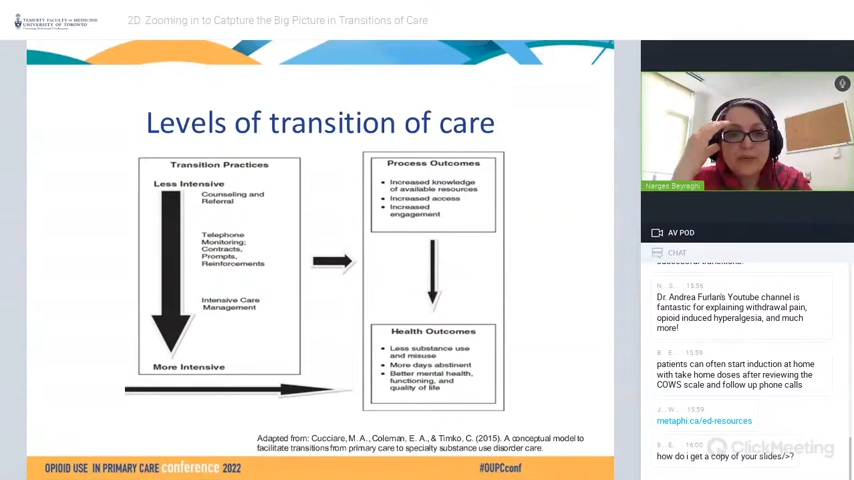 TEMERTY FACULTY OF MEDICINE
UNIVERSITY OF TORONTO
2D. Zooming in to Catpture the Big Picture in Transitions of Care
Levels of transition of care
Transition Practices
Less Intensive
Counseling and
Referral
Telephone
Monitoring;
Contracts,
Prompts,
Reinforcements
Intensive Care
Management
More Intensive
Process Outcomes
• Increased knowledge
of available resources
• Increased access
• Increased
engagement
Health Outcomes
• Less substance use
and misuse
• More days abstinent
• Better mental health,
functioning, and
quality of life
Adapted from: Cucciare, M. A., Coleman, E. A., & Timko, C. (2015). A conceptual model to
facilitate transitions from primary care to specialty substance use disorder care.
OPIOID USE IN PRIMARY CARE conference 2022
#OUPCconf
Narges Beyraghi
AV POD
CHAT
successful transitions.
N. S... 15:56
Dr. Andrea Furlan's Youtube channel is
fantastic for explaining withdrawal pain,
opioid induced hyperalgesia, and much
more!
B. E... 15:59
patients can often start induction at home
with take home doses after reviewing the
COWS scale and follow up phone calls
J. W... 15:59
metaphi.ca/ed-resources
B. E... 16:00
how do i get a copy of your slides/>?
ClickMeeting